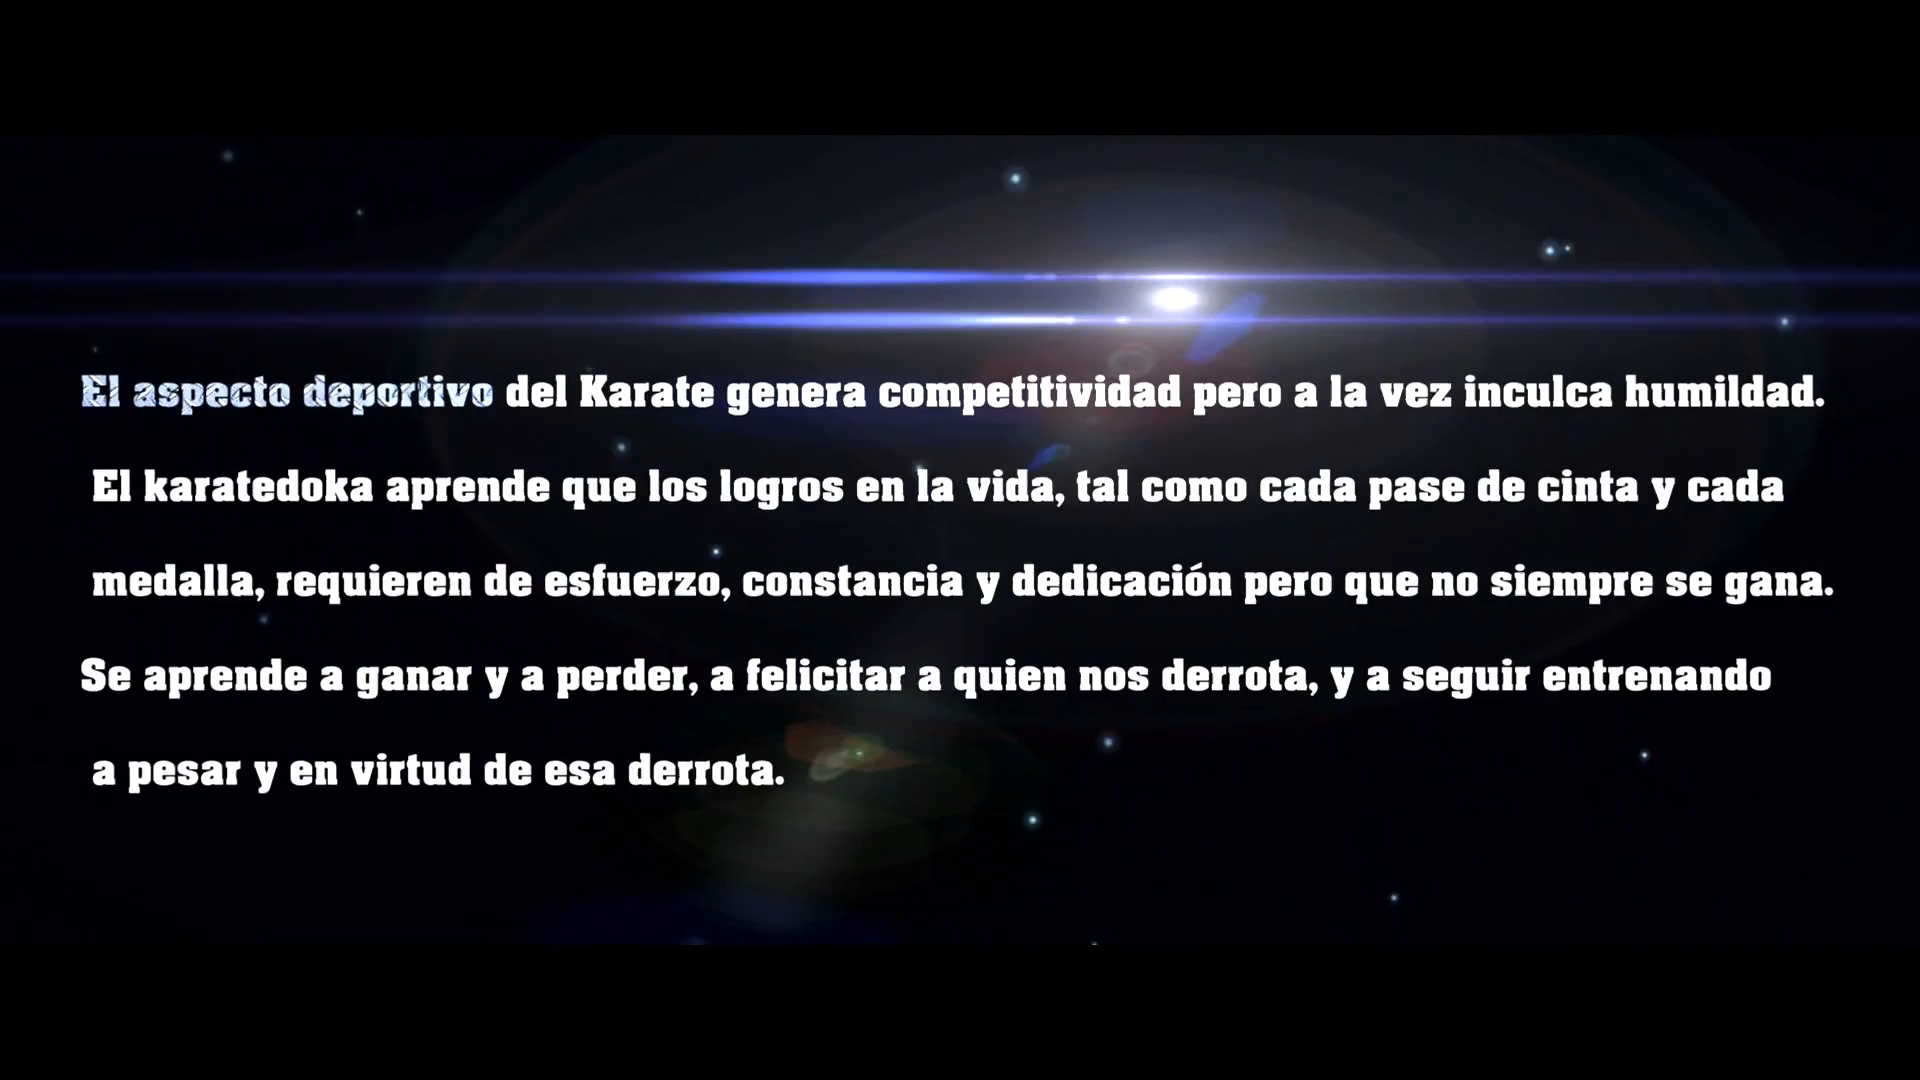 El aspecto deportivo del Karate genera competitividad pero a la vez inculca humildad.
El karatedoka aprende que los logros en la vida, tal como cada pase de cinta y cada
medalla, requieren de esfuerzo, constancia y dedicación pero que no siempre se gana.
Se aprende a ganar y a perder, a felicitar a quien nos derrota, y a seguir entrenando
a pesar y en virtud de esa derrota.